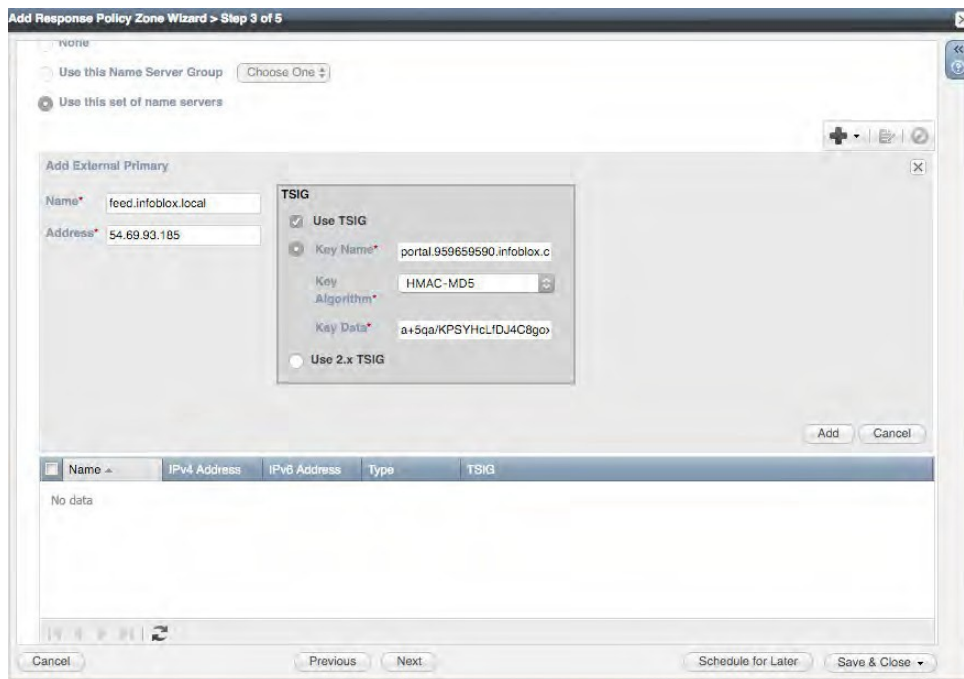 Add Response Policy Zone Wizard > Step 3 of 5
None
Use this Name Server Group Choose One
Use this set of name servers
Add External Primary
Name* feed.infoblox.local
Address* 54.69.93.185
TSIG
Use TSIG
Key Name* portal.959659590.infoblox.c
Key Algorithm* HMAC-MD5
Key Data* a+5qa/KPSYHcLfDJ4C8gox
Use 2.x TSIG
Add Cancel
Name IPv4 Address IPv6 Address Type TSIG
No data
Cancel Previous Next Schedule for Later Save & Close